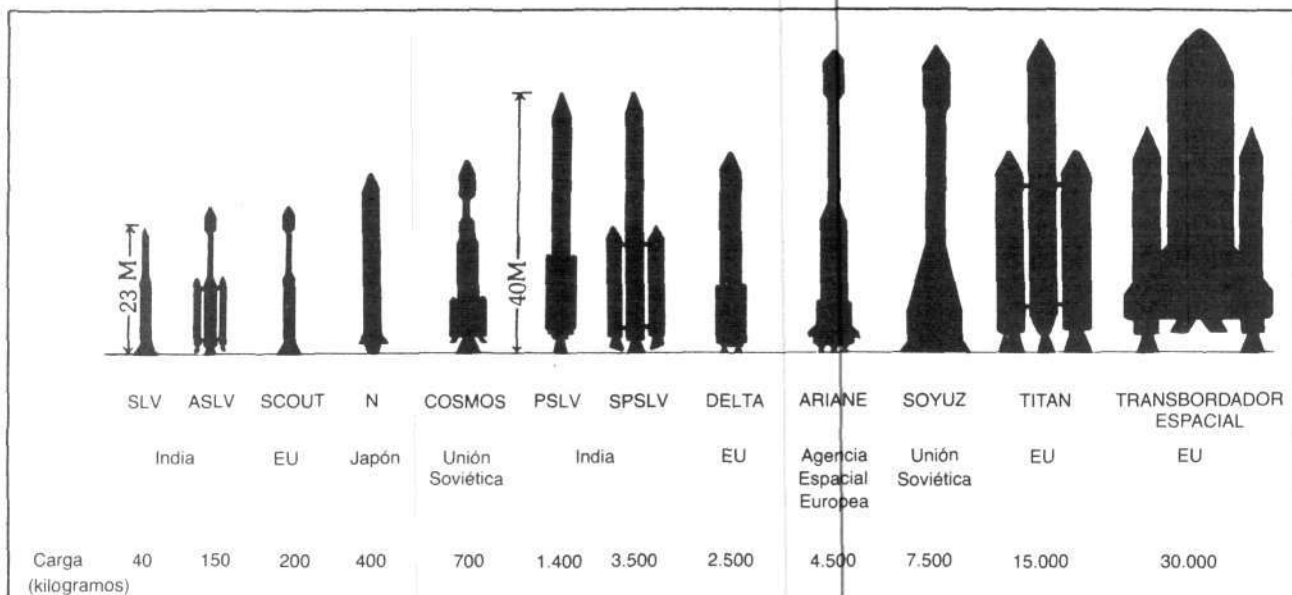 23 M
40M
SLV ASLV SCOUT N COSMOS PSLV SPSLV DELTA ARIANE SOYUZ TITAN TRANSBORDADOR
ESPACIAL
India EU Japón Unión India EU Agencia Unión EU EU
Soviética Espacial Soviética
Europea
Carga 40 150 200 400 700 1.400 3.500 2.500 4.500 7.500 15.000 30.000
(kilogramos)